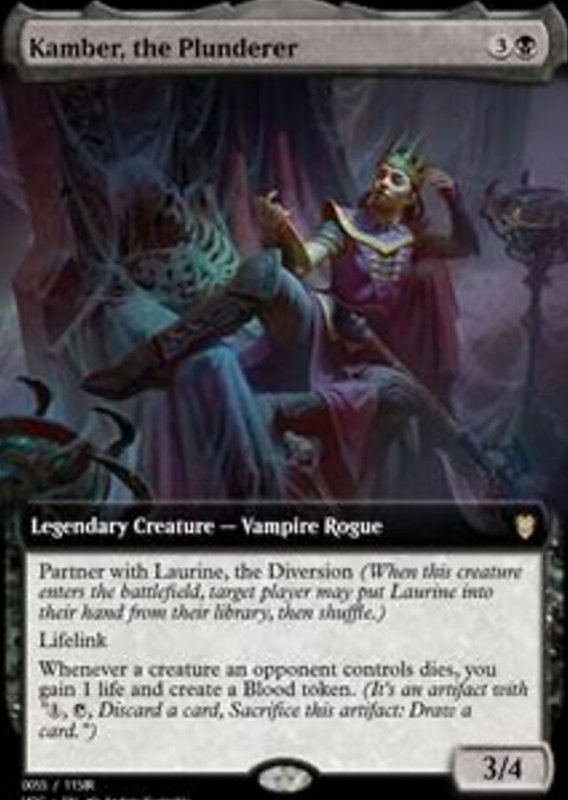 Kamber, the Plunderer 3
Legendary Creature — Vampire Rogue
Partner with Laurine, the Diversion (When this creature
enters the battlefield, target player may put Laurine into
their hand from their library, then shuffle.)
Lifelink
Whenever a creature an opponent controls dies, you
gain 1 life and create a Blood token. (It's an artifact with
"1, , Discard a card, Sacrifice this artifact: Draw a
card.")
3/4
0055 / 115 R